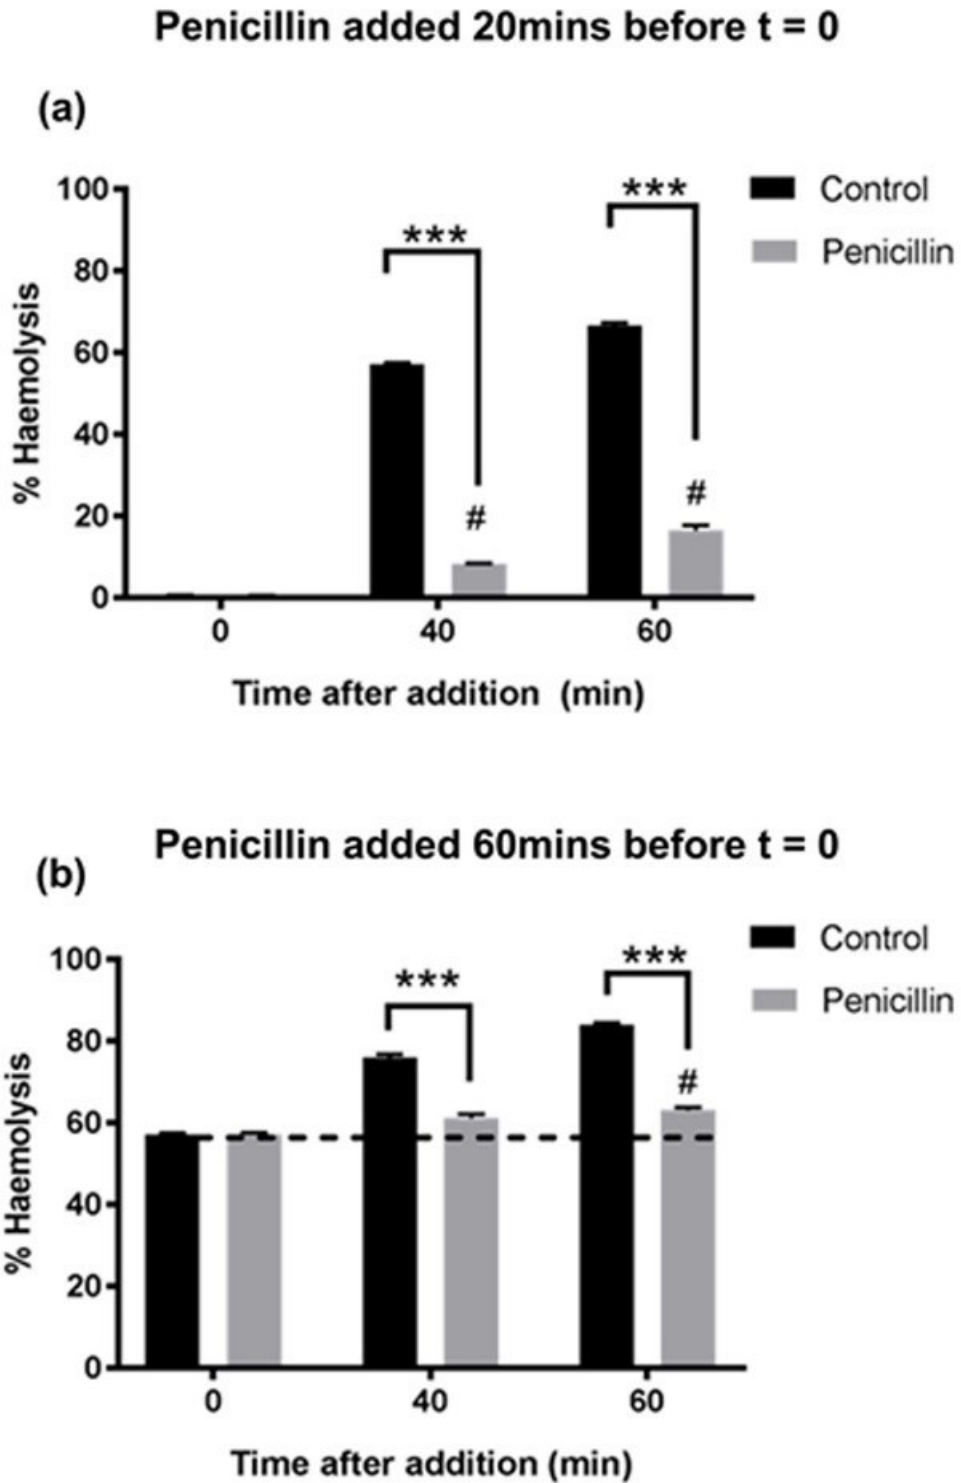 Penicillin added 20mins before t = 0
(a)
100
80
60
40
20
0
% Haemolysis
***
***
#
#
Control
Penicillin
0 40 60
Time after addition (min)
Penicillin added 60mins before t = 0
(b)
100
80
60
40
20
0
% Haemolysis
***
***
#
Control
Penicillin
0 40 60
Time after addition (min)